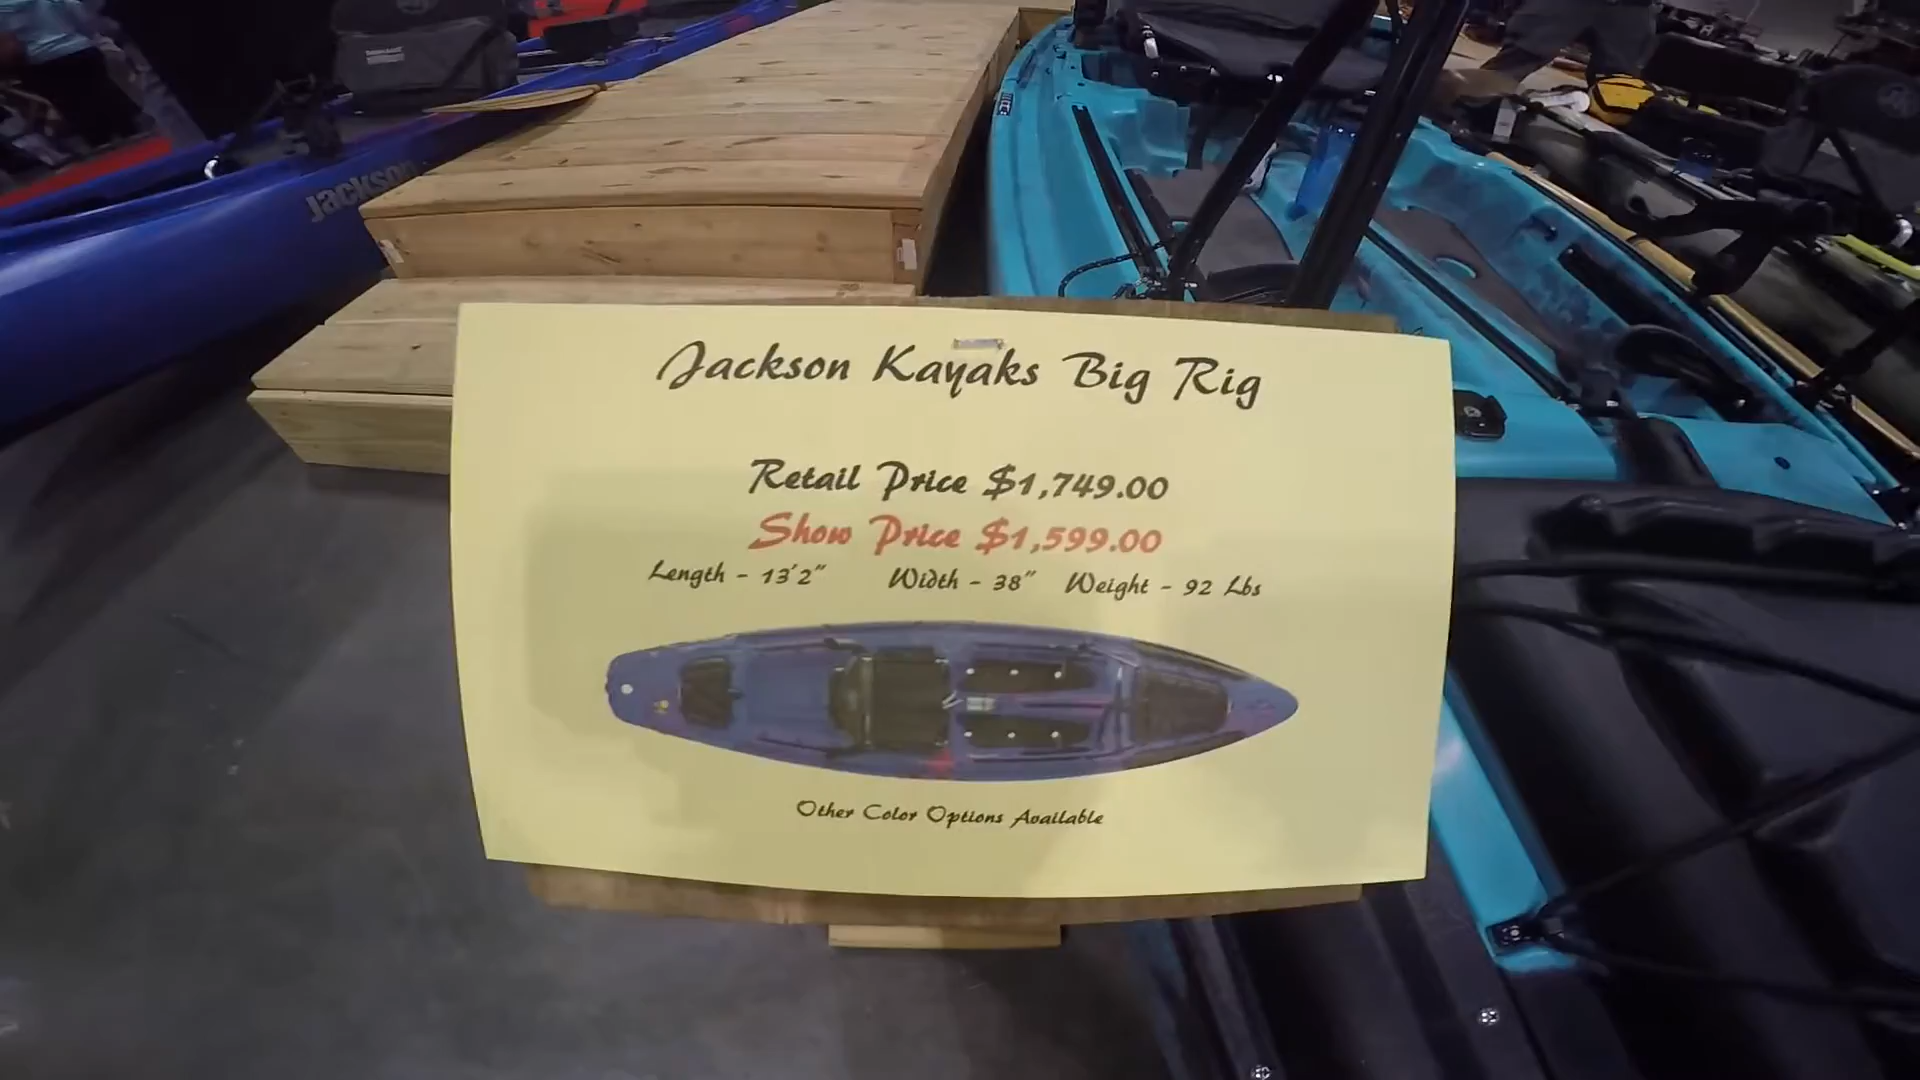 Jackson
Jackson Kayaks Big Rig
Retail Price $1,749.00
Show Price $1,599.00
Length - 13'2" Width - 38" Weight - 92 Lbs
Other Color Options Available